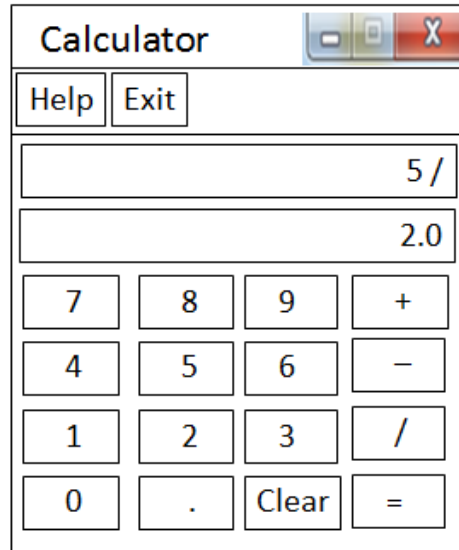 Calculator X
Help Exit
5 /
2.0
7 8 9 +
4 5 6 –
1 2 3 /
0 . Clear =